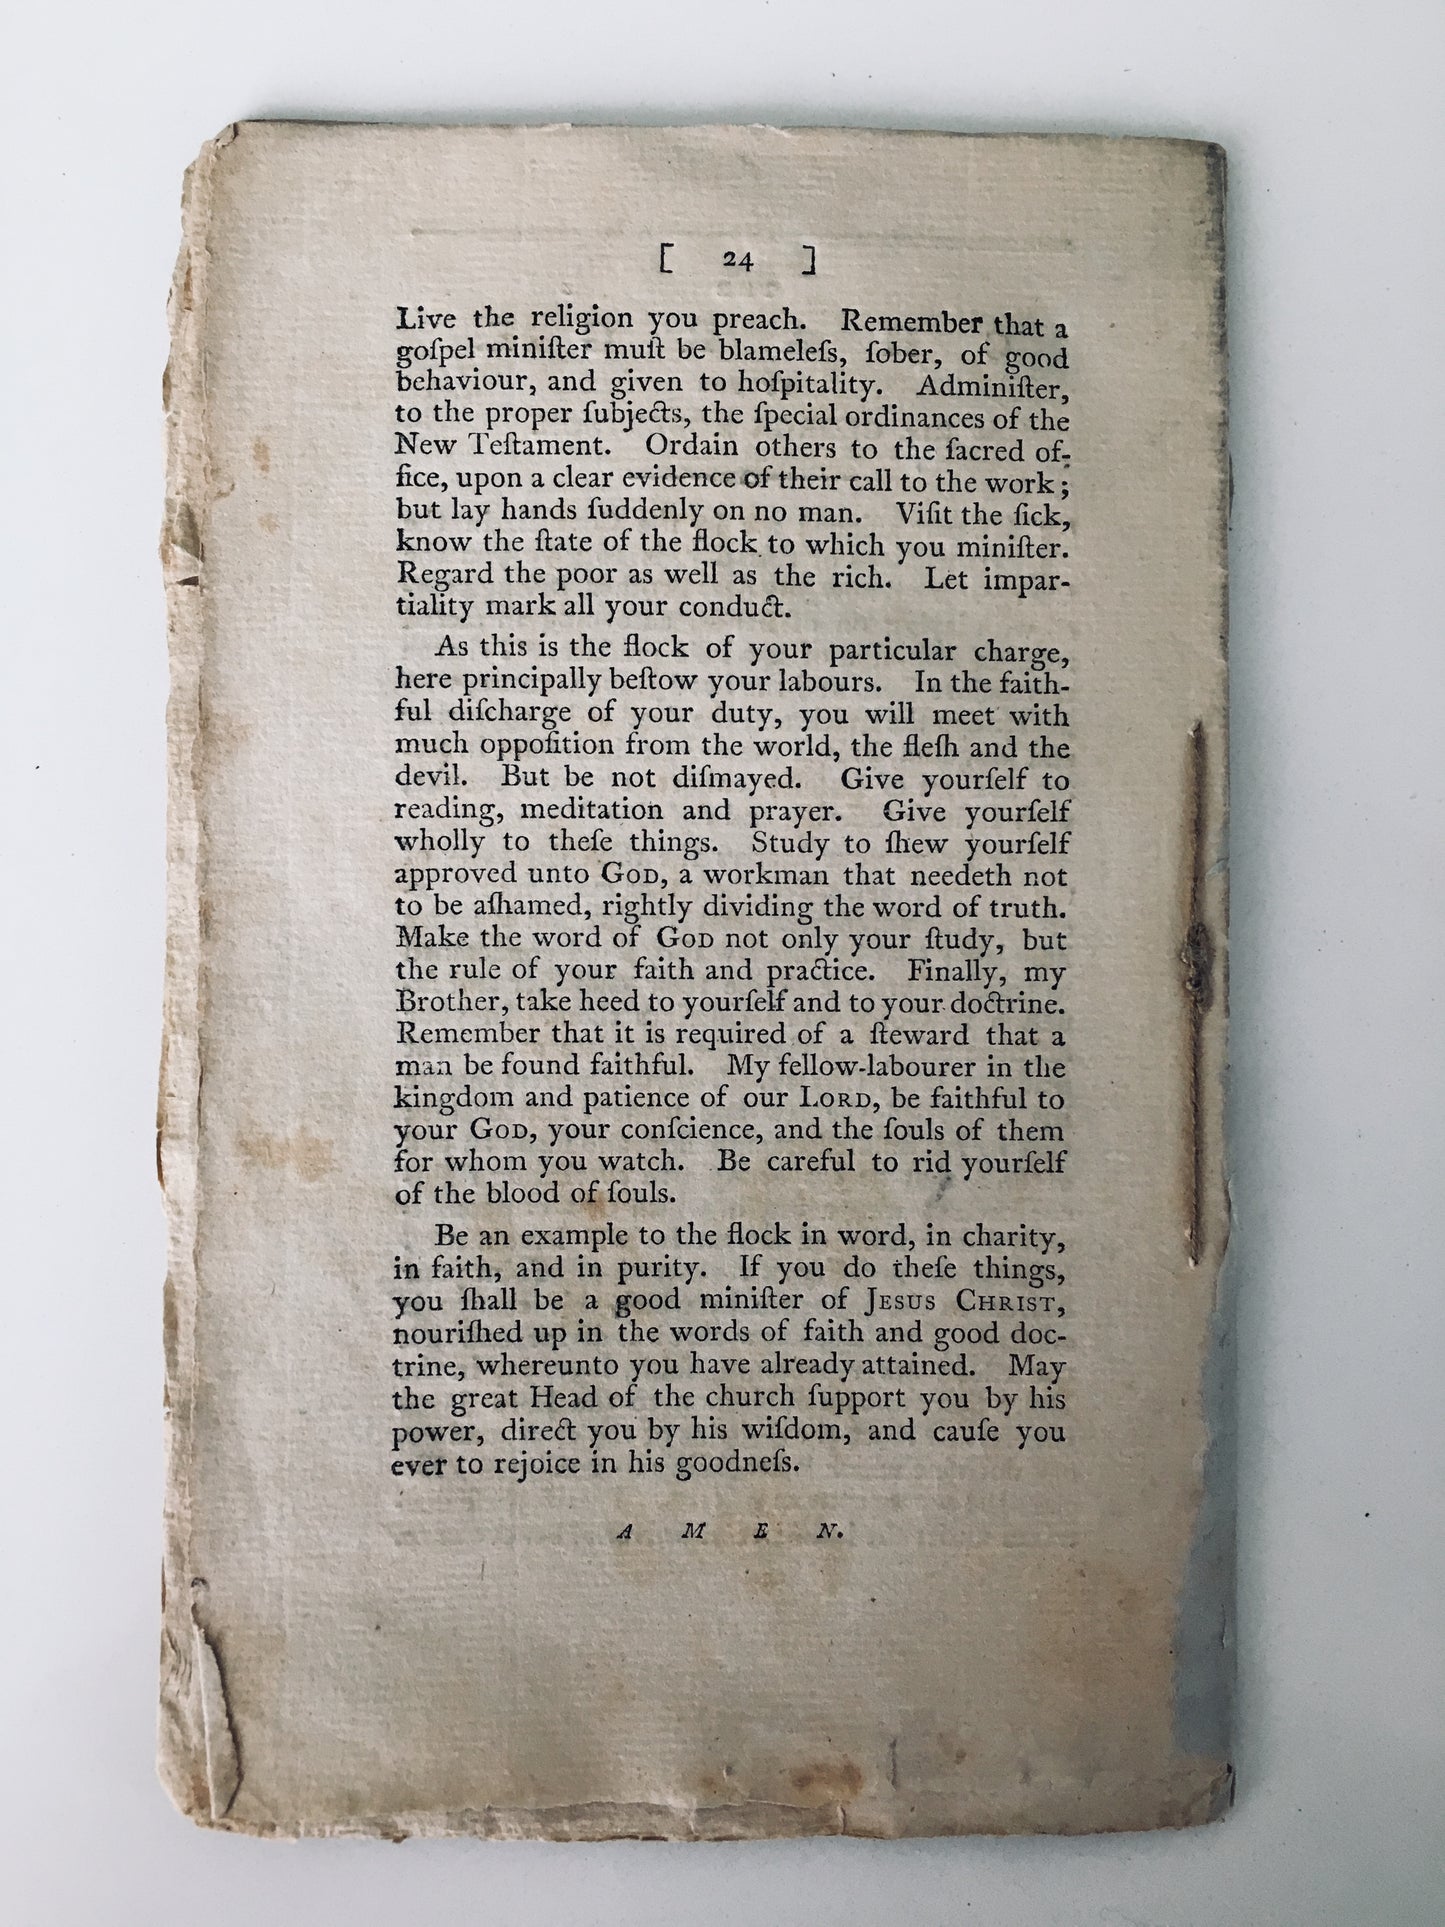 [ 24 ]
Live the religion you preach. Remember that a
goſpel miniſter muſt be blameleſs, ſober, of good
behaviour, and given to hoſpitality. Adminiſter,
to the proper ſubjects, the ſpecial ordinances of the
New Teſtament. Ordain others to the ſacred of-
fice, upon a clear evidence of their call to the work;
but lay hands ſuddenly on no man. Viſit the ſick,
know the ſtate of the flock to which you miniſter.
Regard the poor as well as the rich. Let impar-
tiality mark all your conduct.
As this is the flock of your particular charge,
here principally beſtow your labours. In the faith-
ful diſcharge of your duty, you will meet with
much oppoſition from the world, the fleſh and the
devil. But be not diſmayed. Give yourſelf to
reading, meditation and prayer. Give yourſelf
wholly to theſe things. Study to ſhew yourſelf
approved unto GOD, a workman that needeth not
to be aſhamed, rightly dividing the word of truth.
Make the word of GOD not only your ſtudy, but
the rule of your faith and practice. Finally, my
Brother, take heed to yourſelf and to your doctrine.
Remember that it is required of a ſteward that a
man be found faithful. My fellow-labourer in the
kingdom and patience of our LORD, be faithful to
your GOD, your conſcience, and the ſouls of them
for whom you watch. Be careful to rid yourſelf
of the blood of ſouls.
Be an example to the flock in word, in charity,
in faith, and in purity. If you do theſe things,
you ſhall be a good miniſter of JESUS CHRIST,
nouriſhed up in the words of faith and good doc-
trine, whereunto you have already attained. May
the great Head of the church ſupport you by his
power, direct you by his wiſdom, and cauſe you
ever to rejoice in his goodneſs.
A M E N.